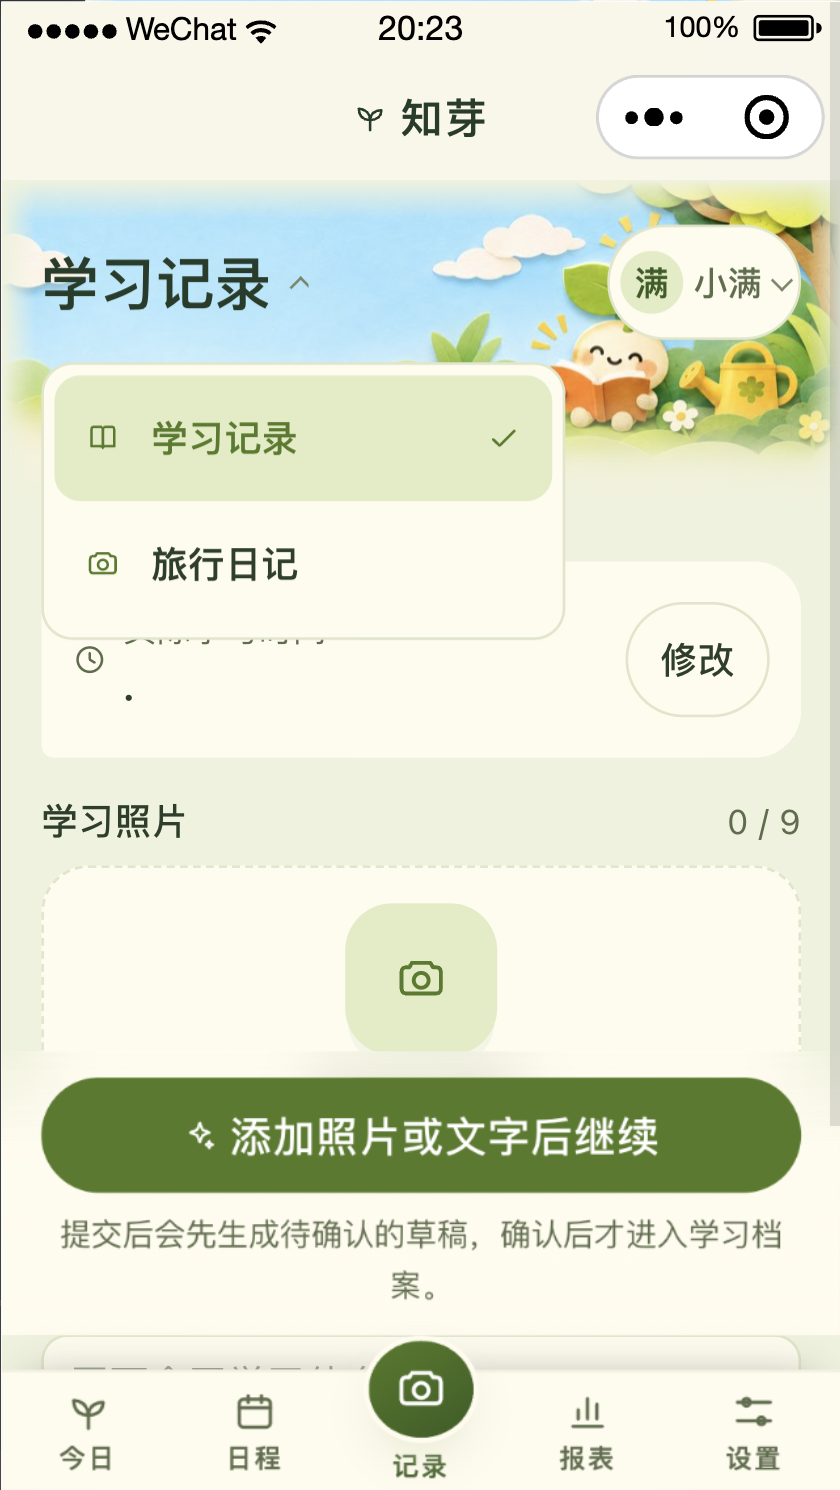 WeChat 20:23 100%
知芽
学习记录
满 小满
学习记录
旅行日记
修改
学习照片 0 / 9
添加照片或文字后继续
提交后会先生成待确认的草稿，确认后才进入学习档
案。
今日 日程 记录 报表 设置